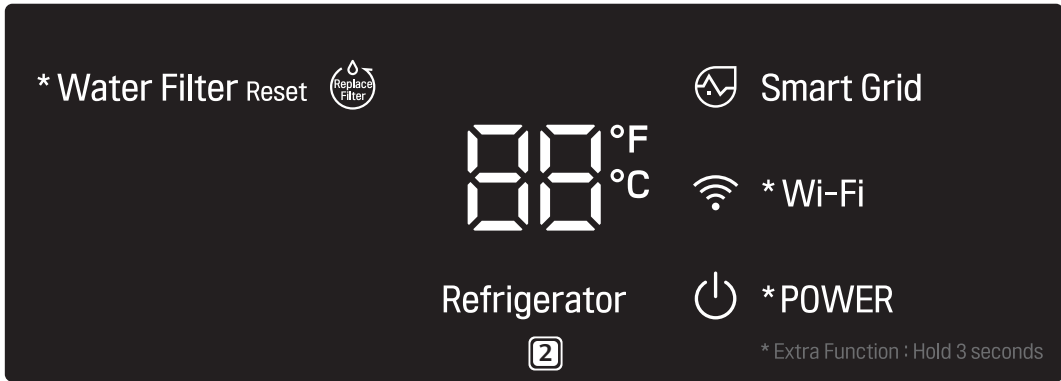 * Water Filter Reset
Replace
Filter
88 °F
°C
Refrigerator
2
Smart Grid
* Wi-Fi
* POWER
* Extra Function : Hold 3 seconds